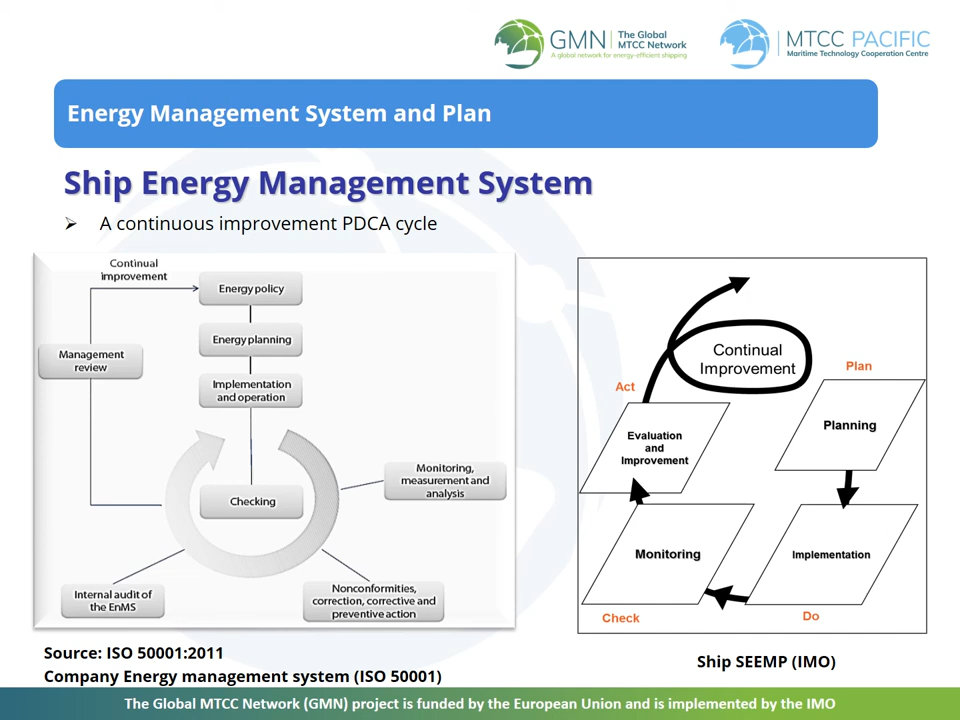 GMN
The Global
MTCC Network
A global network for energy-efficient shipping
MTCC PACIFIC
Maritime Technology Cooperation Centre
Energy Management System and Plan
Ship Energy Management System
A continuous improvement PDCA cycle
Continual
improvement
Energy policy
Energy planning
Management
review
Implementation
and operation
Checking
Monitoring,
measurement and
analysis
Internal audit of
the EnMS
Nonconformities,
correction, corrective and
preventive action
Source: ISO 50001:2011
Company Energy management system (ISO 50001)
Continual
Improvement
Plan
Act
Planning
Evaluation
and
Improvement
Monitoring
Implementation
Check
Do
Ship SEEMP (IMO)
The Global MTCC Network (GMN) project is funded by the European Union and is implemented by the IMO